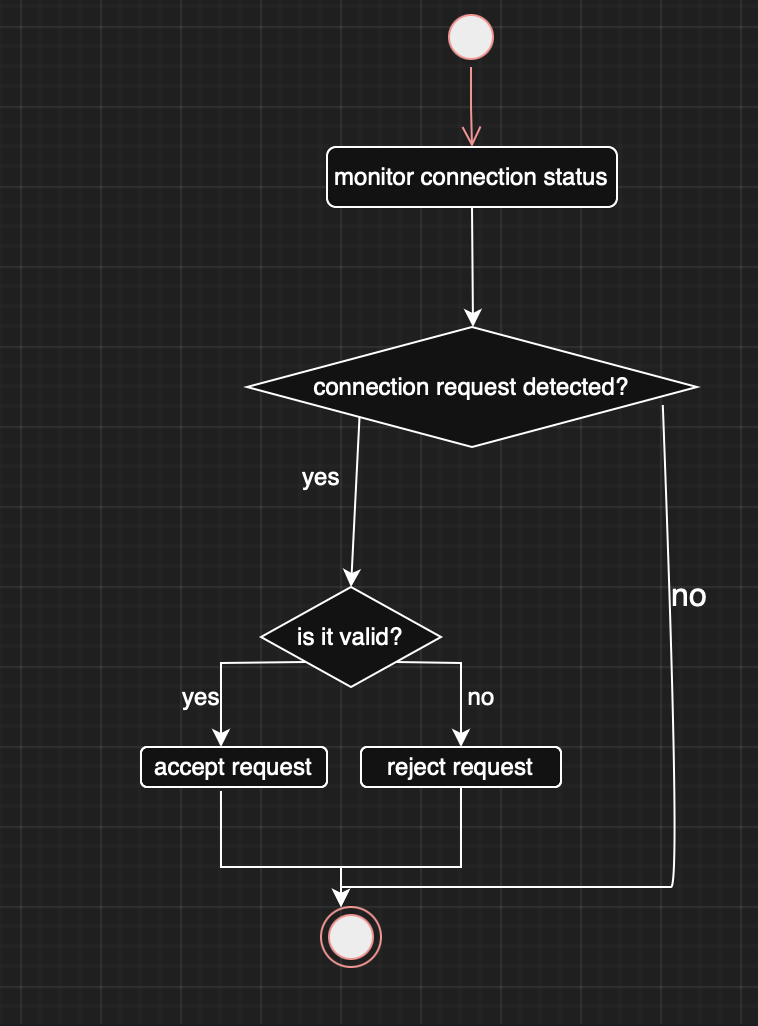 monitor connection status
connection request detected?
yes
no
is it valid?
yes
no
accept request
reject request